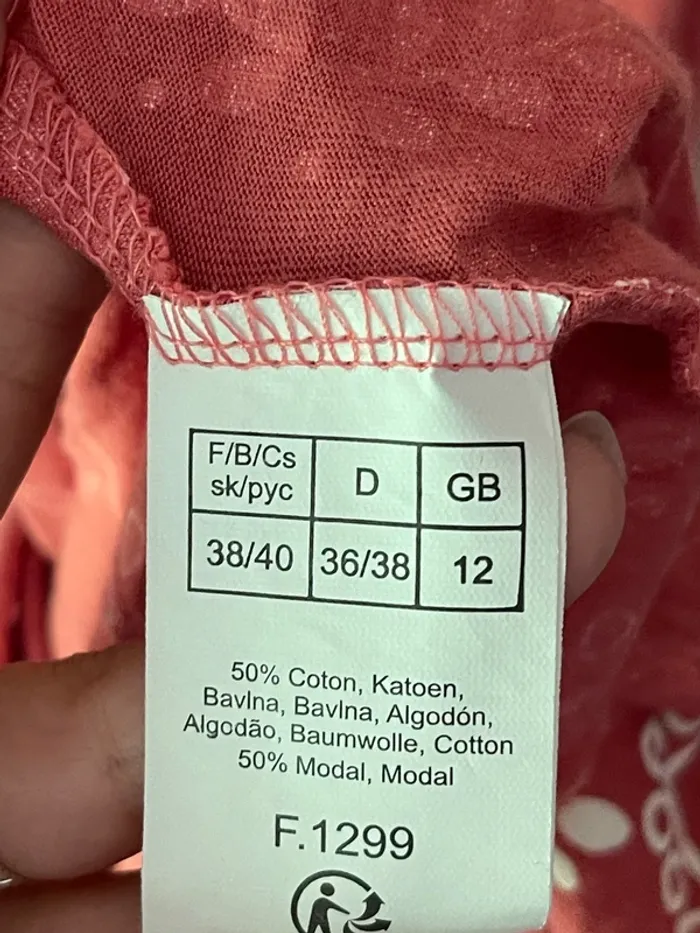 F/B/Cs D GB
sk/рус
38/40 36/38 12
50% Coton, Katoen,
Bavlna, Bavlna, Algodón,
Algodão, Baumwolle, Cotton
50% Modal, Modal
F.1299